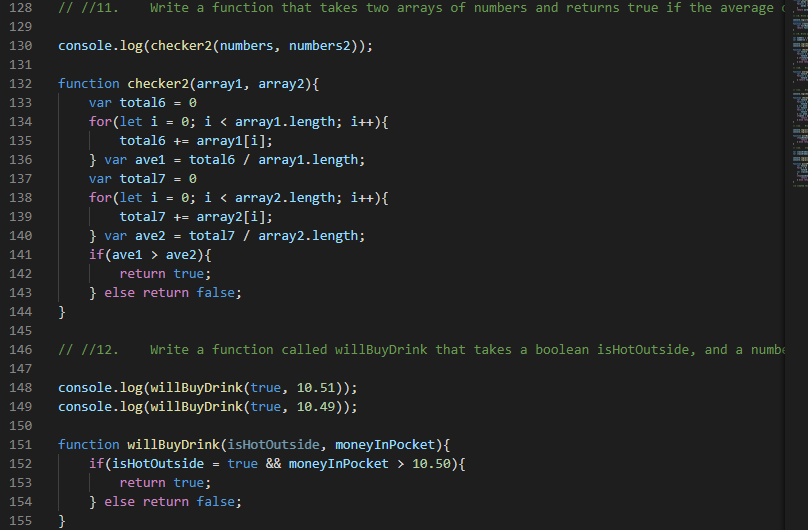 128 // //11.    Write a function that takes two arrays of numbers and returns true if the average
129
130 console.log(checker2(numbers, numbers2));
131
132 function checker2(array1, array2){
133     var total6 = 0
134     for(let i = 0; i < array1.length; i++){
135         total6 += array1[i];
136     } var ave1 = total6 / array1.length;
137     var total7 = 0
138     for(let i = 0; i < array2.length; i++){
139         total7 += array2[i];
140     } var ave2 = total7 / array2.length;
141     if(ave1 > ave2){
142         return true;
143     } else return false;
144 }
145
146 // //12.    Write a function called willBuyDrink that takes a boolean isHotOutside, and a numbe
147
148 console.log(willBuyDrink(true, 10.51));
149 console.log(willBuyDrink(true, 10.49));
150
151 function willBuyDrink(isHotOutside, moneyInPocket){
152     if(isHotOutside = true && moneyInPocket > 10.50){
153         return true;
154     } else return false;
155 }